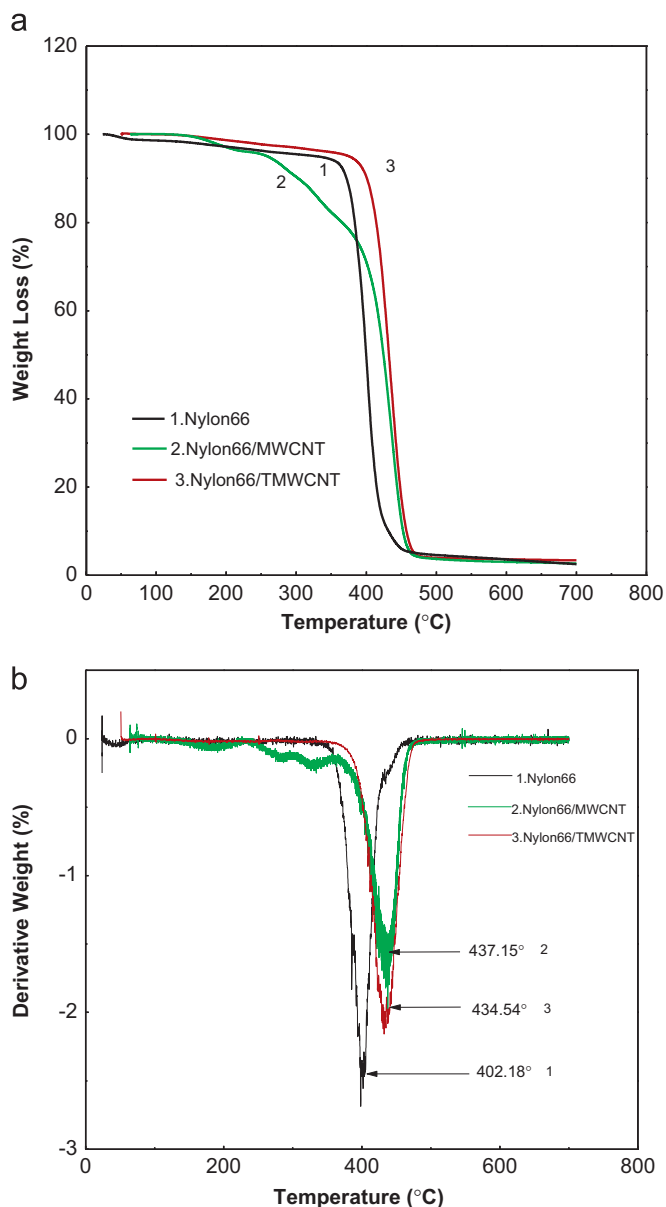 a
120
100
80
60
40
20
0
Weight Loss (%)
1
2
3
1.Nylon66
2.Nylon66/MWCNT
3.Nylon66/TMWCNT
0 100 200 300 400 500 600 700 800
Temperature (°C)
b
0
-1
-2
-3
Derivative Weight (%)
1.Nylon66
2.Nylon66/MWCNT
3.Nylon66/TMWCNT
437.15° 2
434.54° 3
402.18° 1
0 200 400 600 800
Temperature (°C)